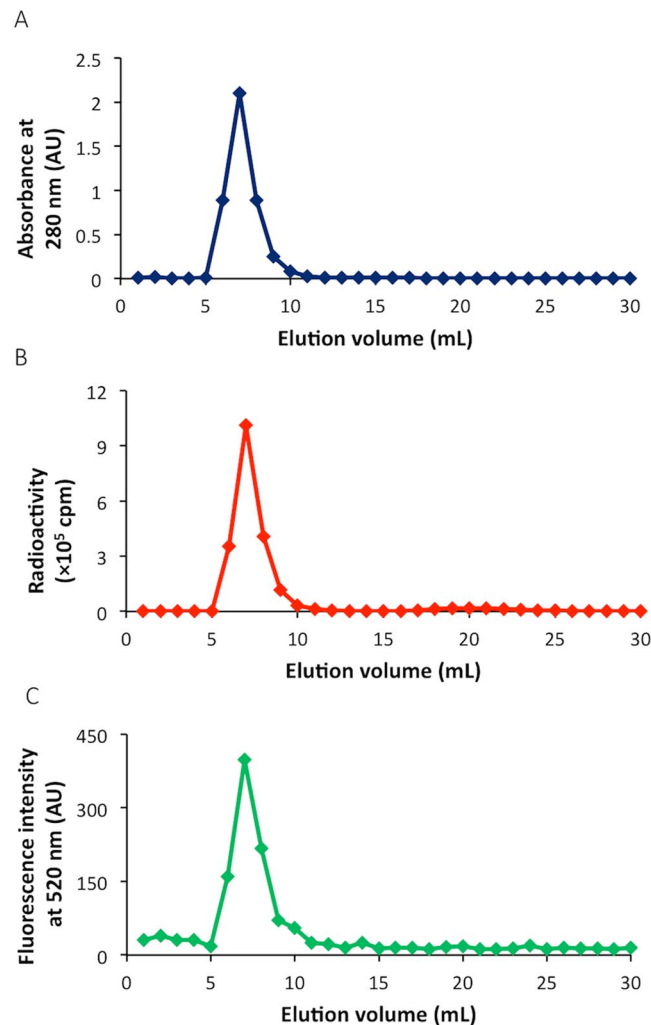 A
Absorbance at
280 nm (AU)
2.5
2
1.5
1
0.5
0
0 5 10 15 20 25 30
Elution volume (mL)
B
Radioactivity
(×10⁵ cpm)
12
9
6
3
0
0 5 10 15 20 25 30
Elution volume (mL)
C
Fluorescence intensity
at 520 nm (AU)
450
300
150
0
0 5 10 15 20 25 30
Elution volume (mL)